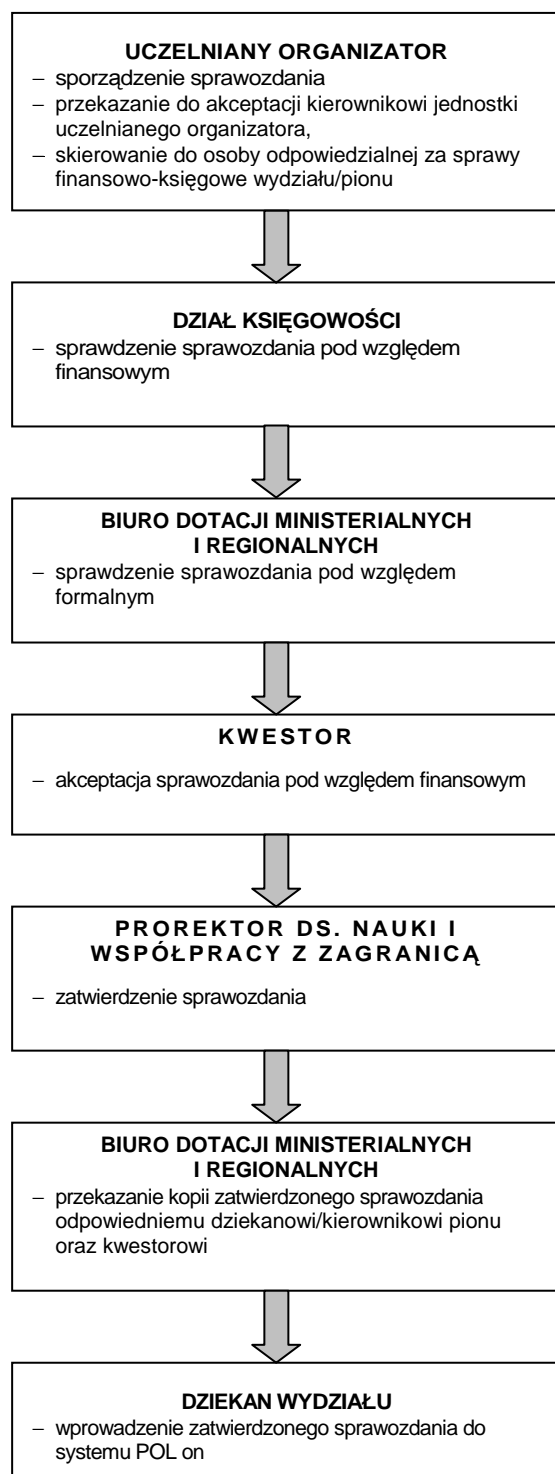 UCZELNIANY ORGANIZATOR
– sporządzenie sprawozdania
– przekazanie do akceptacji kierownikowi jednostki
uczelnianego organizatora,
– skierowanie do osoby odpowiedzialnej za sprawy
finansowo-księgowe wydziału/pionu
DZIAŁ KSIĘGOWOŚCI
– sprawdzenie sprawozdania pod względem
finansowym
BIURO DOTACJI MINISTERIALNYCH
I REGIONALNYCH
– sprawdzenie sprawozdania pod względem
formalnym
KWESTOR
– akceptacja sprawozdania pod względem finansowym
PROREKTOR DS. NAUKI I
WSPÓŁPRACY Z ZAGRANICĄ
– zatwierdzenie sprawozdania
BIURO DOTACJI MINISTERIALNYCH
I REGIONALNYCH
– przekazanie kopii zatwierdzonego sprawozdania
odpowiedniemu dziekanowi/kierownikowi pionu
oraz kwestorowi
DZIEKAN WYDZIAŁU
– wprowadzenie zatwierdzonego sprawozdania do
systemu POL on